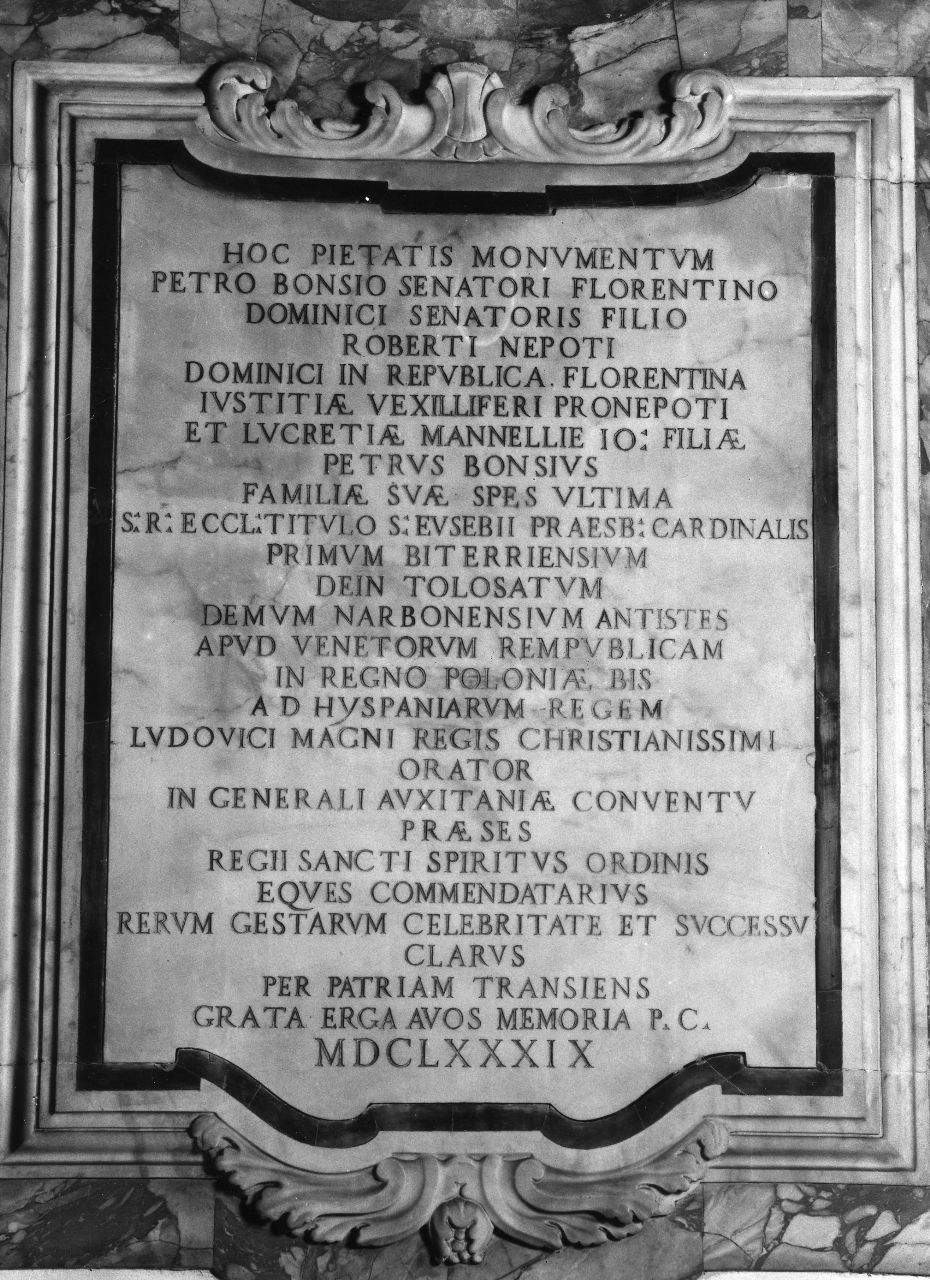 HOC PIETATIS MONVMENTVM
PETRO BONSIO SENATORI FLORENTINO
DOMINICI SENATORIS FILIO
ROBERTI NEPOTI
DOMINICI IN REPVBLICA FLORENTINA
IVSTITIÆ VEXILLIFERI PRONEPOTI
ET LVCRETIÆ MANNELLIE IO: FILIÆ
PETRVS BONSIVS
FAMILIÆ SVÆ SPES VLTIMA
S: R: ECCL: TITVLO S: EVSEBII PRAESB: CARDINALIS
PRIMVM BITERRIENSIVM
DEIN TOLOSATVM
DEMVM NARBONENSIVM ANTISTES
APVD VENETORVM REMPVBLICAM
IN REGNO POLONIÆ BIS
AD HYSPANIARVM REGEM
LVDOVICI MAGNI REGIS CHRISTIANISSIMI
ORATOR
IN GENERALI AVXITANIÆ CONVENTV
PRÆSES
REGII SANCTI SPIRITVS ORDINIS
EQVES COMMENDATARIVS
RERVM GESTARVM CELEBRITATE ET SVCCESSV
CLARVS
PER PATRIAM TRANSIENS
GRATA ERGA AVOS MEMORIA P. C.
MDCLXXXIX